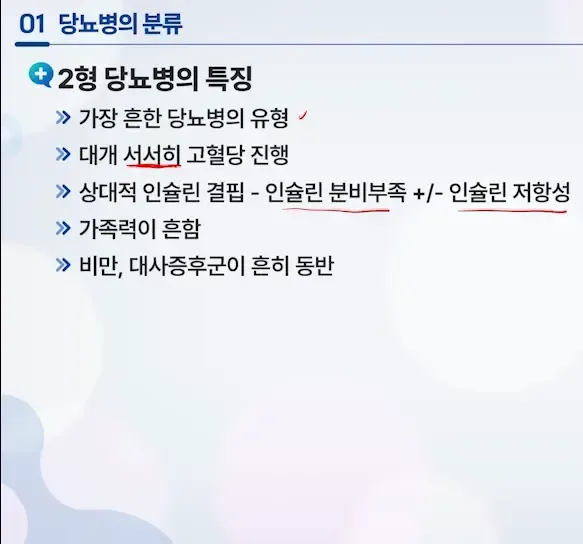 01 당뇨병의 분류
2형 당뇨병의 특징
가장 흔한 당뇨병의 유형
대개 서서히 고혈당 진행
상대적 인슐린 결핍 - 인슐린 분비부족 +/- 인슐린 저항성
가족력이 흔함
비만, 대사증후군이 흔히 동반